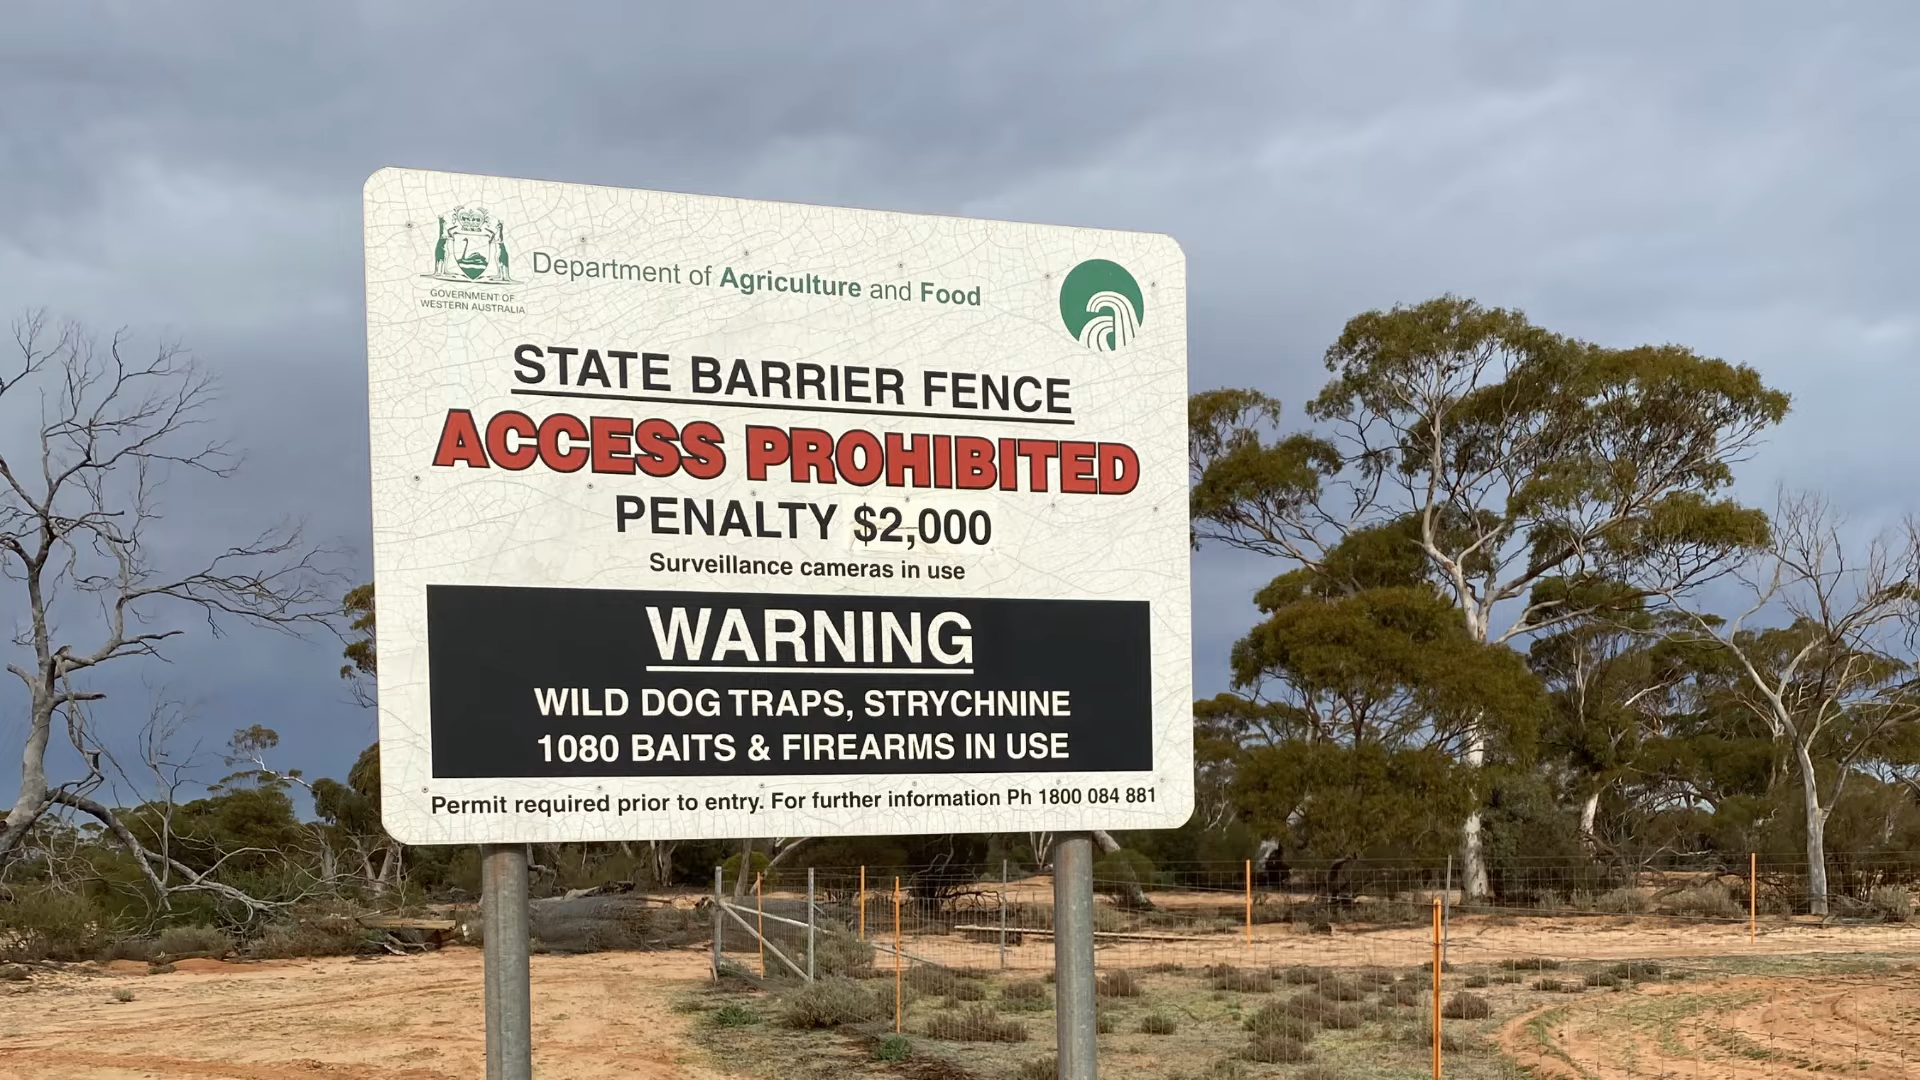 GOVERNMENT OF
WESTERN AUSTRALIA
Department of Agriculture and Food
STATE BARRIER FENCE
ACCESS PROHIBITED
PENALTY $2,000
Surveillance cameras in use
WARNING
WILD DOG TRAPS, STRYCHNINE
1080 BAITS & FIREARMS IN USE
Permit required prior to entry. For further information Ph 1800 084 881